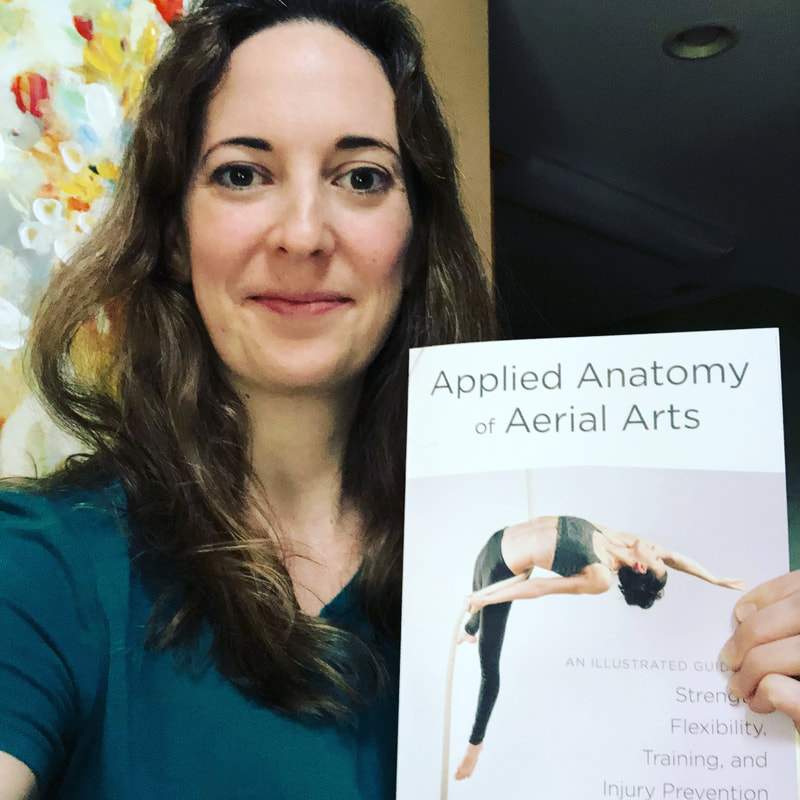 Applied Anatomy
of Aerial Arts
AN ILLUSTRATED
Flexibility,
Training, and
Injury Prevention